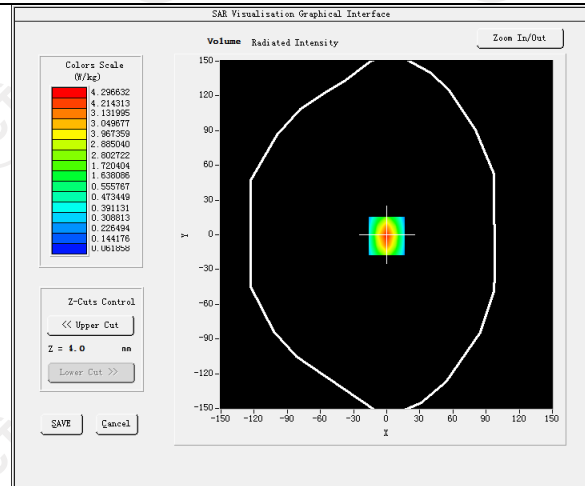 SAR Visualisation Graphical Interface
Volume Radiated Intensity
Zoom In/Out
Colors Scale
(W/kg)
4.296632
4.214313
3.131995
3.049677
3.967359
2.885040
2.802722
1.720404
1.638086
0.555767
0.473449
0.391131
0.308813
0.226494
0.144176
0.061858
Z-Cuts Control
<< Upper Cut
Z = 4.0 mm
Lower Cut >>
SAVE
Cancel
150
120
90
60
30
0
-30
-60
-90
-120
-150
Y
-150 -120 -90 -60 -30 0 30 60 90 120 150
X